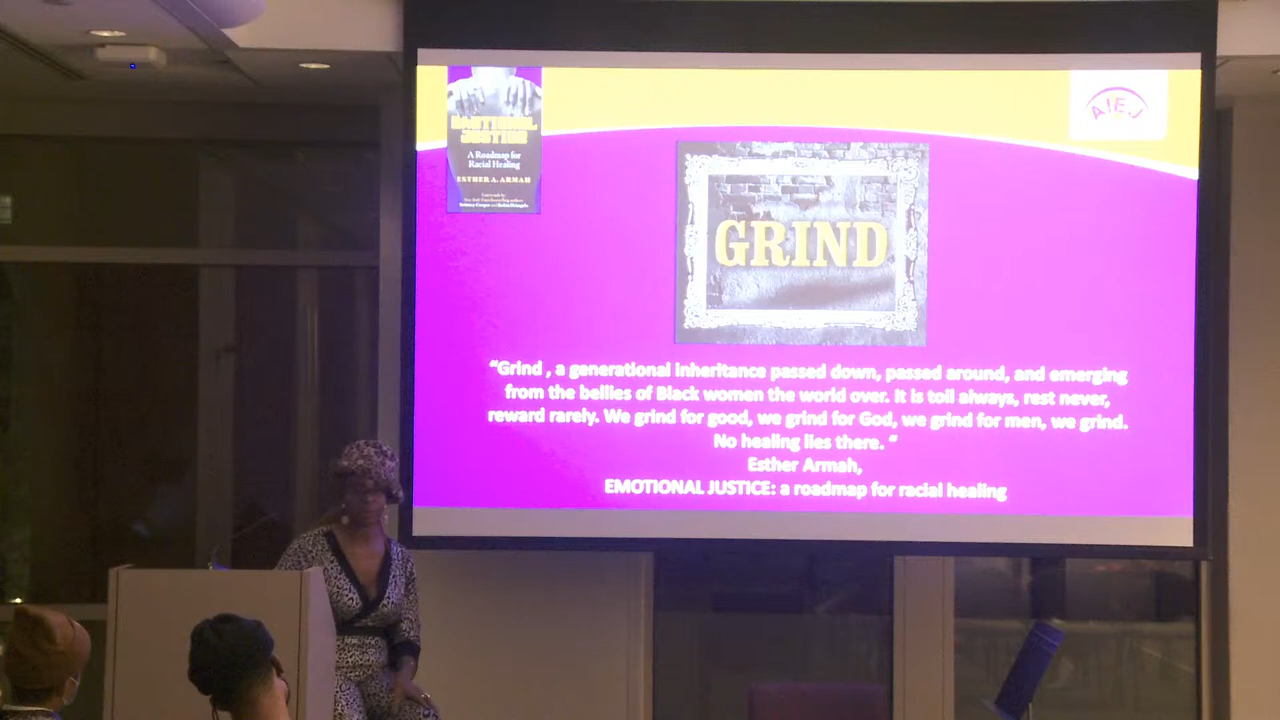 EMOTIONAL
JUSTICE
A Roadmap for
Racial Healing
ESTHER A. ARMAH
AIEJ
GRIND
“Grind , a generational inheritance passed down, passed around, and emerging
from the bellies of Black women the world over. It is toil always, rest never,
reward rarely. We grind for good, we grind for God, we grind for men, we grind.
No healing lies there. “
Esther Armah,
EMOTIONAL JUSTICE: a roadmap for racial healing